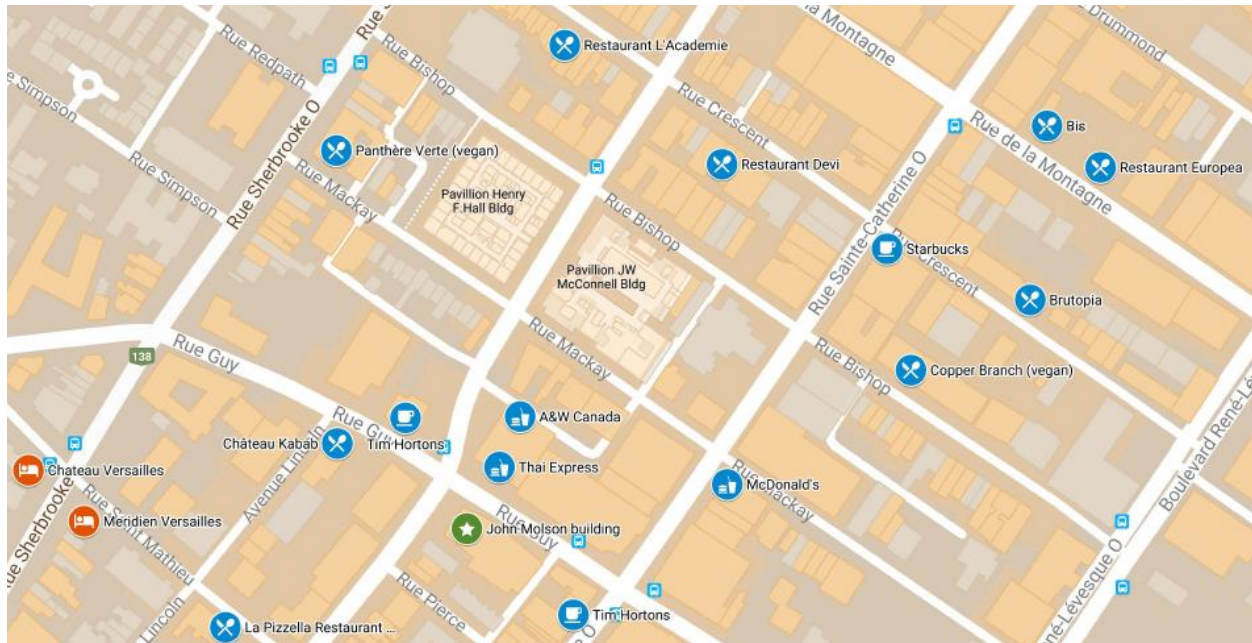 Rue Redpath
Rue Bishop
Restaurant L'Academie
la Montagne
Drummond
Rue Simpson
Rue Sherbrooke O
Rue Crescent
Rue de la Montagne
Bis
Panthère Verte (vegan)
Restaurant Devi
Restaurant Europea
Rue Simpson
Rue Mackay
Pavillion Henry
F.Hall Bldg
Rue Bishop
Rue Sainte-Catherine O
Rue Crescent
Starbucks
Pavillion JW
McConnell Bldg
Brutopia
Rue Guy
138
Rue Mackay
Rue Bishop
Copper Branch (vegan)
Boulevard René-Lé
Rue Guy
Tim Hortons
A&W Canada
Château Kabab
Avenue Lincoln
Chateau Versailles
Thai Express
McDonald's
Rue Mackay
Meridien Versailles
Rue Sherbrooke O
Rue Saint Mathieu
John Molson building
Rue Guy
Rue Pierce
-Lévesque O
Tim Hortons
Lincoln
La Pizzella Restaurant ...
O